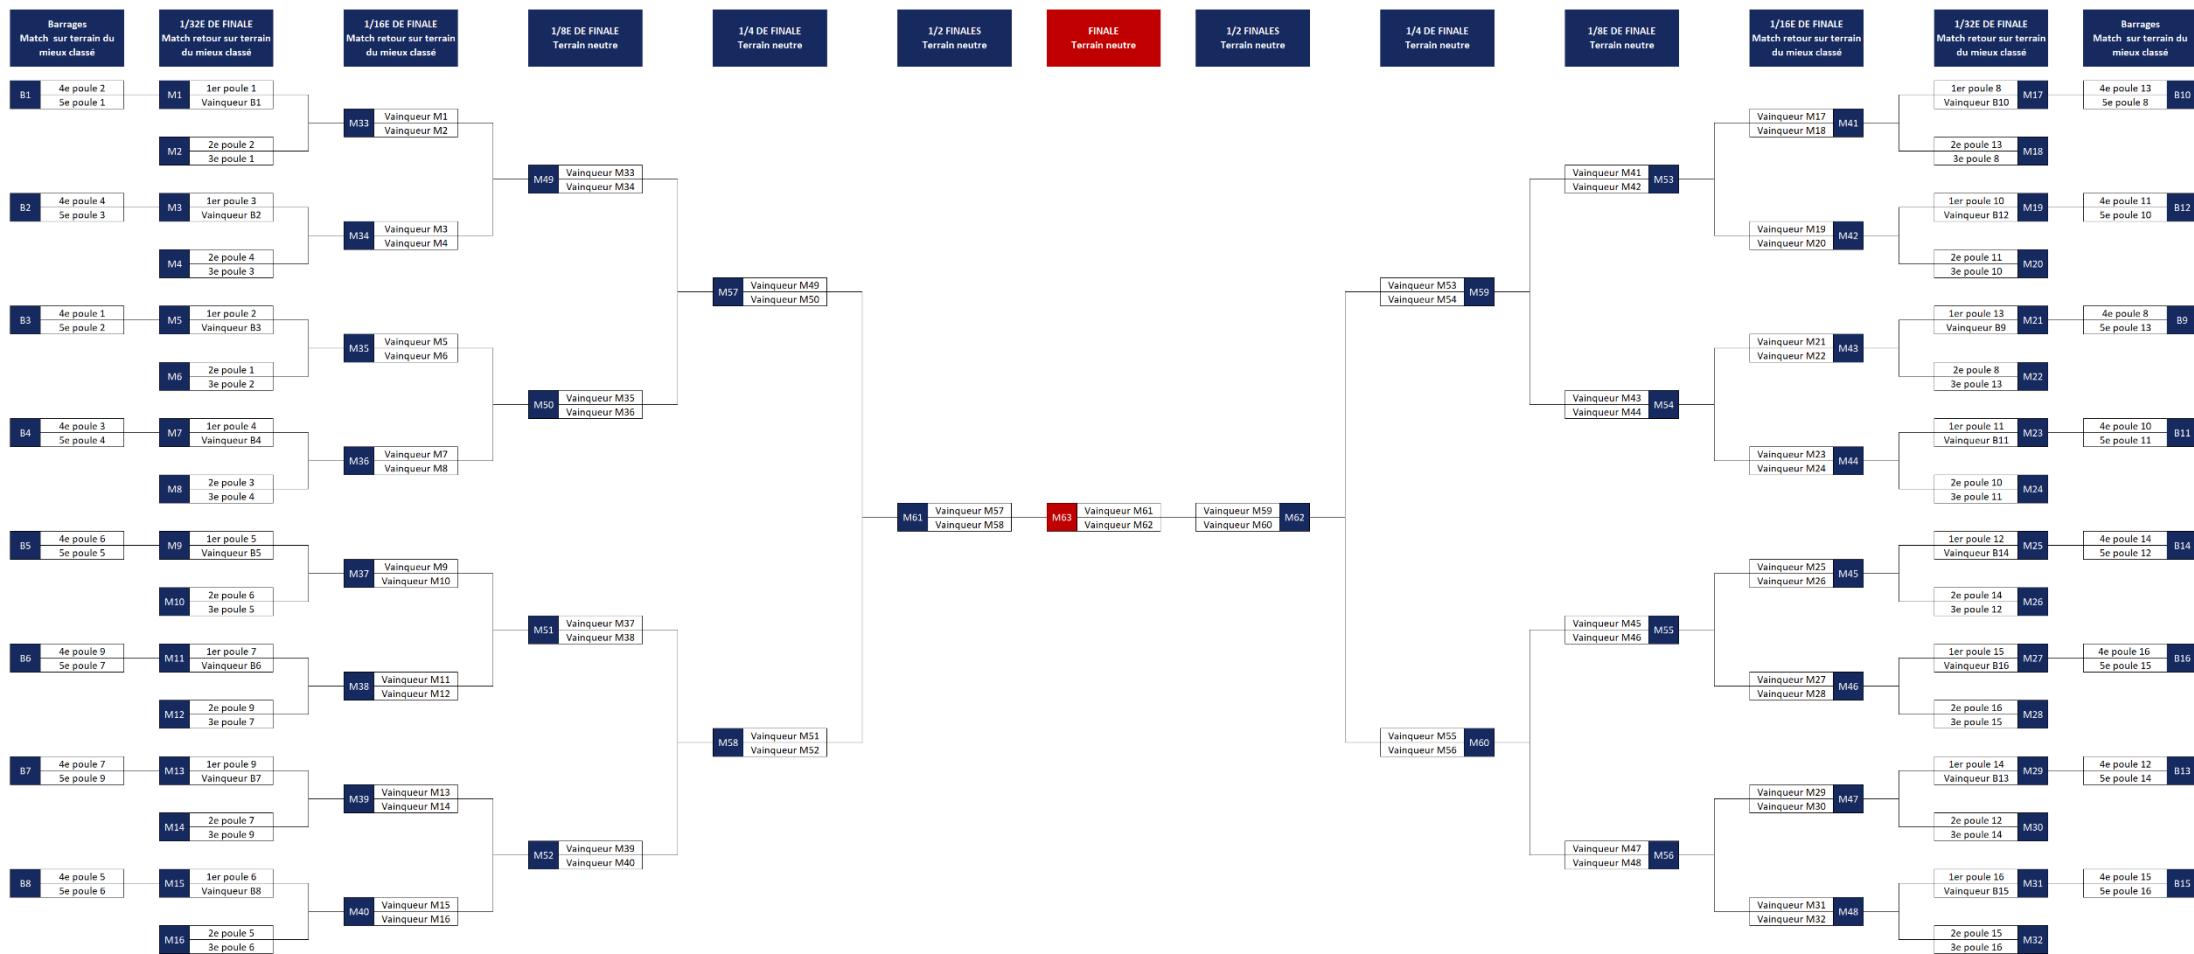 Barrages
Match sur terrain du
mieux classé
1/32E DE FINALE
Match retour sur terrain
du mieux classé
1/16E DE FINALE
Match retour sur terrain
du mieux classé
1/8E DE FINALE
Terrain neutre
1/4 DE FINALE
Terrain neutre
1/2 FINALES
Terrain neutre
FINALE
Terrain neutre
1/2 FINALES
Terrain neutre
1/4 DE FINALE
Terrain neutre
1/8E DE FINALE
Terrain neutre
1/16E DE FINALE
Match retour sur terrain
du mieux classé
1/32E DE FINALE
Match retour sur terrain
du mieux classé
Barrages
Match sur terrain du
mieux classé
B1
4e poule 2
5e poule 1
B2
4e poule 4
5e poule 3
B3
4e poule 1
5e poule 2
B4
4e poule 3
5e poule 4
B5
4e poule 6
5e poule 5
B6
4e poule 9
5e poule 7
B7
4e poule 7
5e poule 9
B8
4e poule 5
5e poule 6
M1
1er poule 1
Vainqueur B1
M2
2e poule 2
3e poule 1
M3
1er poule 3
Vainqueur B2
M4
2e poule 4
3e poule 3
M5
1er poule 2
Vainqueur B3
M6
2e poule 1
3e poule 2
M7
1er poule 4
Vainqueur B4
M8
2e poule 3
3e poule 4
M9
1er poule 5
Vainqueur B5
M10
2e poule 6
3e poule 5
M11
1er poule 7
Vainqueur B6
M12
2e poule 9
3e poule 7
M13
1er poule 9
Vainqueur B7
M14
2e poule 7
3e poule 9
M15
1er poule 6
Vainqueur B8
M16
2e poule 5
3e poule 6
M33
Vainqueur M1
Vainqueur M2
M34
Vainqueur M3
Vainqueur M4
M35
Vainqueur M5
Vainqueur M6
M36
Vainqueur M7
Vainqueur M8
M37
Vainqueur M9
Vainqueur M10
M38
Vainqueur M11
Vainqueur M12
M39
Vainqueur M13
Vainqueur M14
M40
Vainqueur M15
Vainqueur M16
M49
Vainqueur M33
Vainqueur M34
M50
Vainqueur M35
Vainqueur M36
M51
Vainqueur M37
Vainqueur M38
M52
Vainqueur M39
Vainqueur M40
M57
Vainqueur M49
Vainqueur M50
M58
Vainqueur M51
Vainqueur M52
M61
Vainqueur M57
Vainqueur M58
M63
Vainqueur M61
Vainqueur M62
Vainqueur M59
Vainqueur M60
M62
Vainqueur M53
Vainqueur M54
M59
Vainqueur M55
Vainqueur M56
M60
Vainqueur M41
Vainqueur M42
M53
Vainqueur M43
Vainqueur M44
M54
Vainqueur M45
Vainqueur M46
M55
Vainqueur M47
Vainqueur M48
M56
Vainqueur M17
Vainqueur M18
M41
Vainqueur M19
Vainqueur M20
M42
Vainqueur M21
Vainqueur M22
M43
Vainqueur M23
Vainqueur M24
M44
Vainqueur M25
Vainqueur M26
M45
Vainqueur M27
Vainqueur M28
M46
Vainqueur M29
Vainqueur M30
M47
Vainqueur M31
Vainqueur M32
M48
1er poule 8
Vainqueur B10
M17
2e poule 13
3e poule 8
M18
1er poule 10
Vainqueur B12
M19
2e poule 11
3e poule 10
M20
1er poule 13
Vainqueur B9
M21
2e poule 8
3e poule 13
M22
1er poule 11
Vainqueur B11
M23
2e poule 10
3e poule 11
M24
1er poule 12
Vainqueur B14
M25
2e poule 14
3e poule 12
M26
1er poule 15
Vainqueur B16
M27
2e poule 16
3e poule 15
M28
1er poule 14
Vainqueur B13
M29
2e poule 12
3e poule 14
M30
1er poule 16
Vainqueur B15
M31
2e poule 15
3e poule 16
M32
4e poule 13
5e poule 8
B10
4e poule 11
5e poule 10
B12
4e poule 8
5e poule 13
B9
4e poule 10
5e poule 11
B11
4e poule 14
5e poule 12
B14
4e poule 16
5e poule 15
B16
4e poule 12
5e poule 14
B13
4e poule 15
5e poule 16
B15